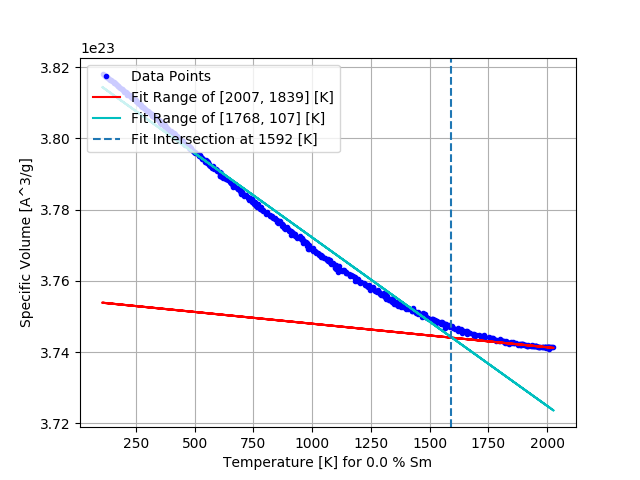 1e23
3.82
3.80
3.78
3.76
3.74
3.72
Specific Volume [A^3/g]
Data Points
Fit Range of [2007, 1839] [K]
Fit Range of [1768, 107] [K]
Fit Intersection at 1592 [K]
250 500 750 1000 1250 1500 1750 2000
Temperature [K] for 0.0 % Sm